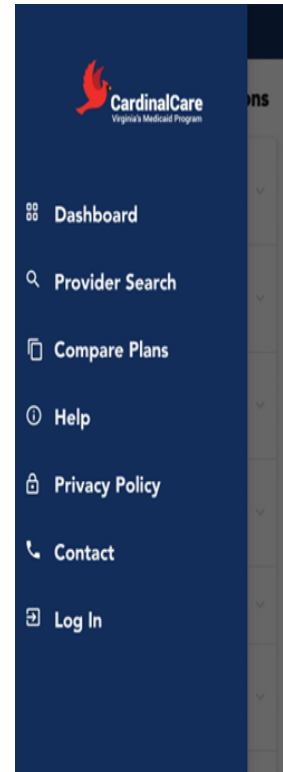 CardinalCare
Virginia's Medicaid Program
ons
Dashboard
Provider Search
Compare Plans
Help
Privacy Policy
Contact
Log In